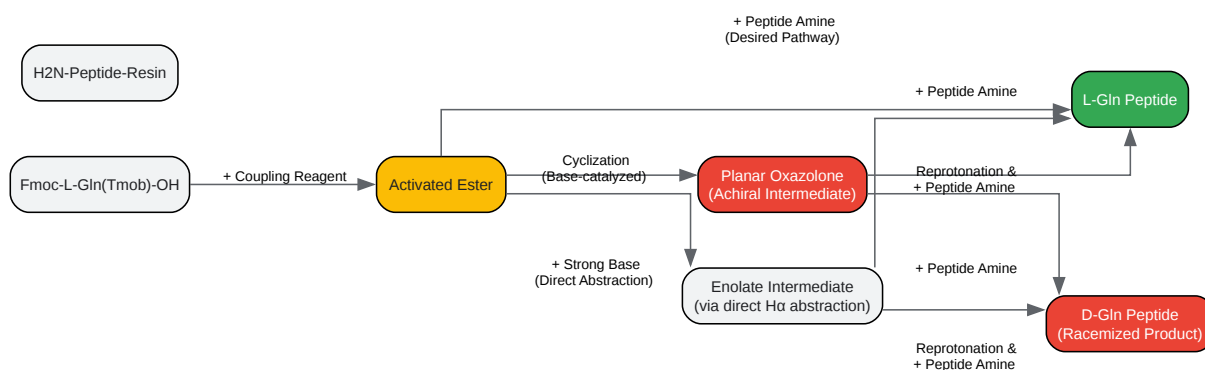 + Peptide Amine
(Desired Pathway)
H2N-Peptide-Resin
+ Peptide Amine
L-Gln Peptide
Fmoc-L-Gln(Tmob)-OH
+ Coupling Reagent
Activated Ester
Cyclization
(Base-catalyzed)
Planar Oxazolone
(Achiral Intermediate)
Reprotonation &
+ Peptide Amine
+ Strong Base
(Direct Abstraction)
Enolate Intermediate
(via direct Hα abstraction)
+ Peptide Amine
D-Gln Peptide
(Racemized Product)
Reprotonation &
+ Peptide Amine